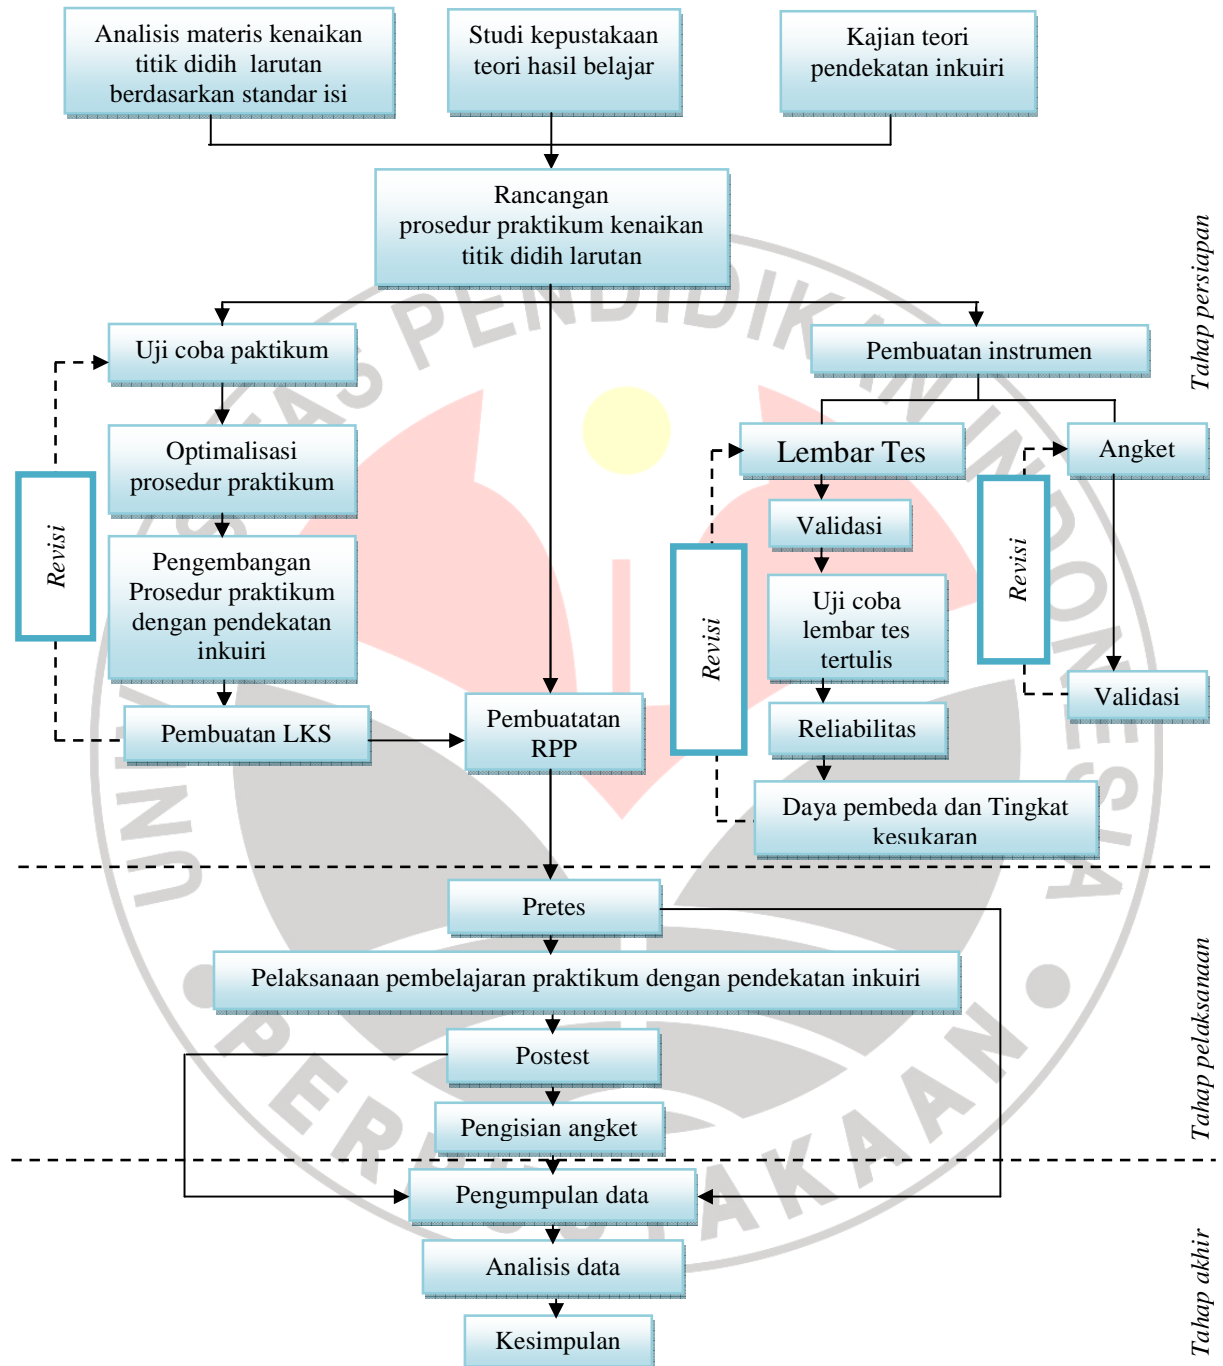 Analisis materis kenaikan
titik didih larutan
berdasarkan standar isi
Studi kepustakaan
teori hasil belajar
Kajian teori
pendekatan inkuiri
Rancangan
prosedur praktikum kenaikan
titik didih larutan
Tahap persiapan
Uji coba paktikum
Pembuatan instrumen
Optimalisasi
prosedur praktikum
Lembar Tes
Angket
Revisi
Validasi
Revisi
Pengembangan
Prosedur praktikum
dengan pendekatan
inkuiri
Uji coba
lembar tes
tertulis
Revisi
Validasi
Pembuatan LKS
Pembuatatan
RPP
Reliabilitas
Daya pembeda dan Tingkat
kesukaran
Pretes
Pelaksanaan pembelajaran praktikum dengan pendekatan inkuiri
Tahap pelaksanaan
Postest
Pengisian angket
Pengumpulan data
Analisis data
Tahap akhir
Kesimpulan
UNIVERSITAS PENDIDIKAN INDONESIA
PERPUSTAKAAN